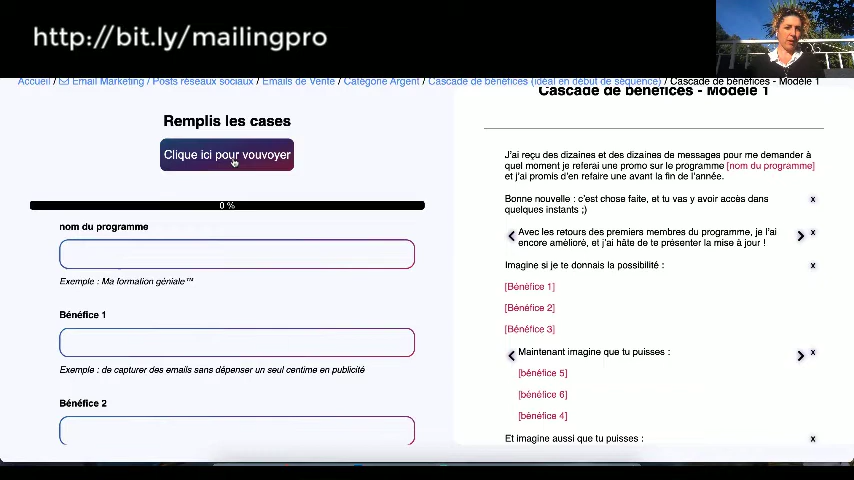 http://bit.ly/mailingpro
Accueil / Email Marketing / Posts réseaux sociaux / Emails de Vente / Catégorie Argent / Cascade de bénéfices (idéal en début de séquence) / Cascade de bénéfices - Modèle 1
Remplis les cases
Clique ici pour vouvoyer
0 %
nom du programme
Exemple : Ma formation géniale™
Bénéfice 1
Exemple : de capturer des emails sans dépenser un seul centime en publicité
Bénéfice 2
Cascade de bénéfices - Modèle 1
J'ai reçu des dizaines et des dizaines de messages pour me demander à
quel moment je referai une promo sur le programme [nom du programme]
et j'ai promis d'en refaire une avant la fin de l'année.
Bonne nouvelle : c'est chose faite, et tu vas y avoir accès dans x
quelques instants ;)
Avec les retours des premiers membres du programme, je l'ai x
encore amélioré, et j'ai hâte de te présenter la mise à jour !
Imagine si je te donnais la possibilité : x
[Bénéfice 1]
[Bénéfice 2]
[Bénéfice 3]
Maintenant imagine que tu puisses : x
[bénéfice 5]
[bénéfice 6]
[bénéfice 4]
Et imagine aussi que tu puisses : x